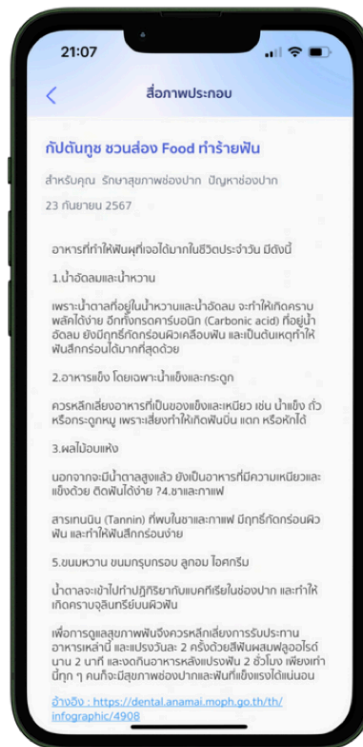 21:07
สื่อภาพประกอบ
กัปตันทูช ชวนส่อง Food ทำร้ายฟัน
สำหรับคุณ รักษาสุขภาพช่องปาก ปัญหาช่องปาก
23 กันยายน 2567
อาหารที่ทำให้ฟันผุที่เจอได้มากในชีวิตประจำวัน มีดังนี้
1.น้ำอัดลมและน้ำหวาน
เพราะน้ำตาลที่อยู่ในน้ำหวานและน้ำอัดลม จะทำให้เกิดคราบ
พลัคได้ง่าย อีกทั้งกรดคาร์บอนิก (Carbonic acid) ที่อยู่น้ำ
อัดลม ยังมีฤทธิ์กัดกร่อนผิวเคลือบฟัน และเป็นต้นเหตุทำให้
ฟันสึกกร่อนได้มากที่สุดด้วย
2.อาหารแข็ง โดยเฉพาะน้ำแข็งและกระดูก
ควรหลีกเลี่ยงอาหารที่เป็นของแข็งและเหนียว เช่น น้ำแข็ง ถั่ว
หรือกระดูกหมู เพราะเสี่ยงทำให้เกิดฟันบิ่น แตก หรือหักได้
3.ผลไม้อบแห้ง
นอกจากจะมีน้ำตาลสูงแล้ว ยังเป็นอาหารที่มีความเหนียวและ
แข็งด้วย ติดฟันได้ง่าย ?4.ชาและกาแฟ
สารเทนนิน (Tannin) ที่พบในชาและกาแฟ มีฤทธิ์กัดกร่อนผิว
ฟัน และทำให้ฟันสึกกร่อนง่าย
5.ขนมหวาน ขนมกรุบกรอบ ลูกอม ไอศกรีม
น้ำตาลจะเข้าไปทำปฏิกิริยากับแบคทีเรียในช่องปาก และทำให้
เกิดคราบจุลินทรีย์บนผิวฟัน
เพื่อการดูแลสุขภาพฟันจึงควรหลีกเลี่ยงการรับประทาน
อาหารเหล่านี้ และแปรงวันละ 2 ครั้งด้วยสีฟันผสมฟลูออไรด์
นาน 2 นาที และงดกินอาหารหลังแปรงฟัน 2 ชั่วโมง เพียงเท่า
นี้ทุก ๆ คนก็จะมีสุขภาพช่องปากและฟันที่แข็งแรงได้แน่นอน
อ้างอิง : https://dental.anamai.moph.go.th/th/
infographic/4908